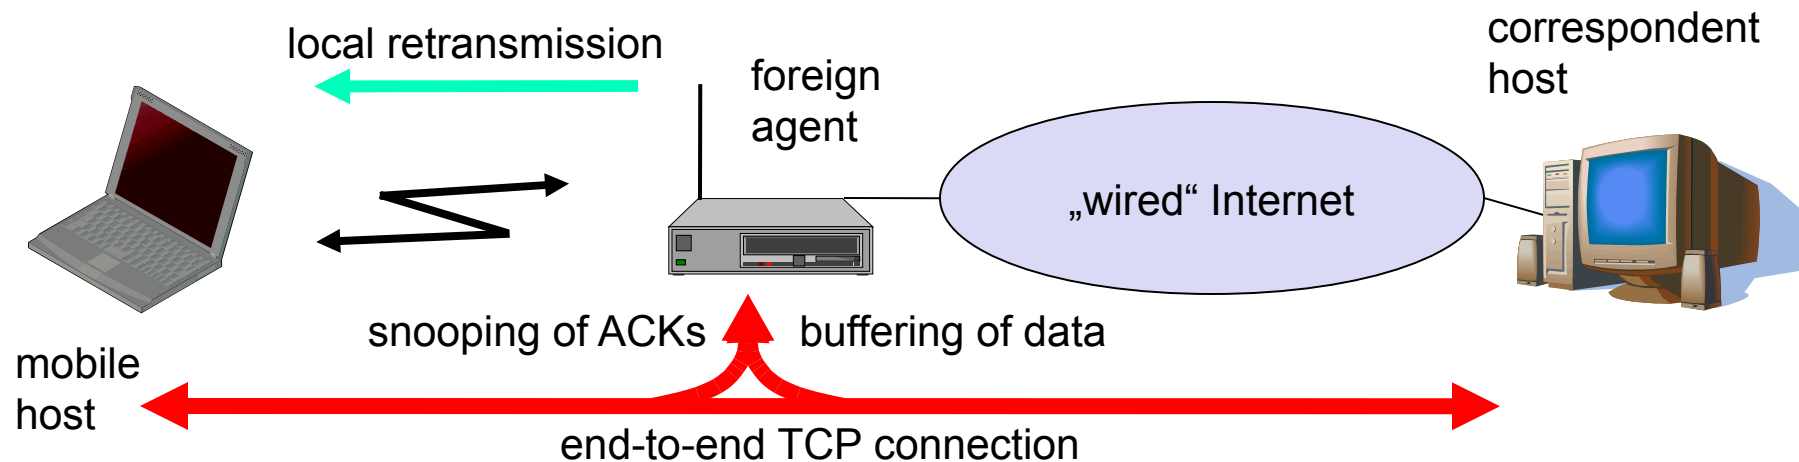 local retransmission
foreign
agent
correspondent
host
„wired“ Internet
snooping of ACKs
buffering of data
mobile
host
end-to-end TCP connection